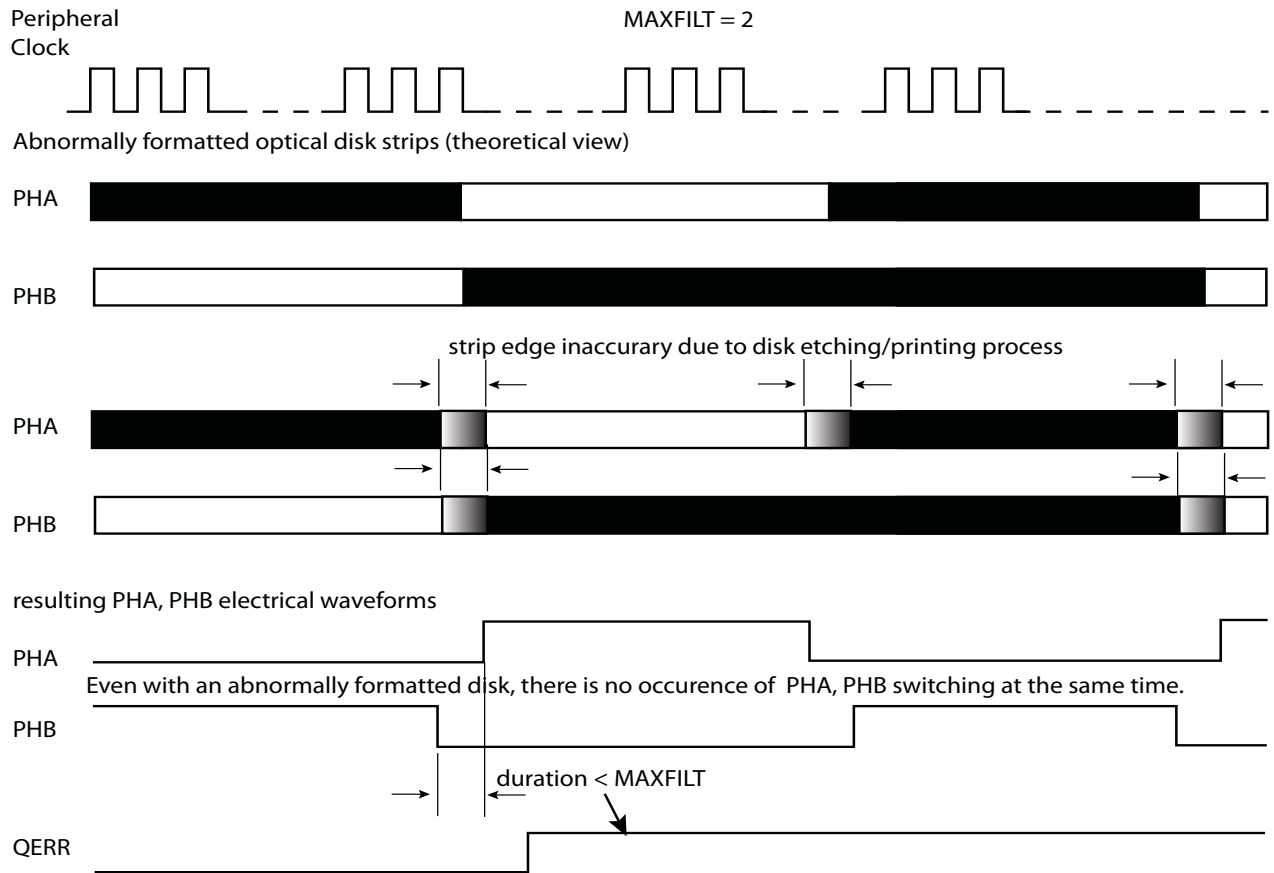 Peripheral
Clock
MAXFILT = 2
Abnormally formatted optical disk strips (theoretical view)
PHA
PHB
strip edge inaccurary due to disk etching/printing process
PHA
PHB
resulting PHA, PHB electrical waveforms
PHA
Even with an abnormally formatted disk, there is no occurence of PHA, PHB switching at the same time.
PHB
duration < MAXFILT
QERR